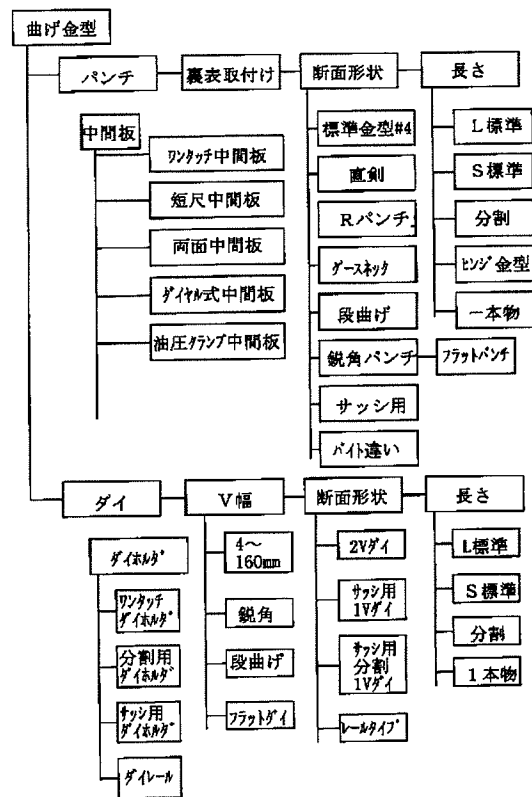 曲げ金型
パンチ
裏表取付け
断面形状
長さ
中間板
ワンタッチ中間板
短尺中間板
両面中間板
ダイヤル式中間板
油圧クランプ中間板
標準金型#4
直剣
Rパンチ
グースネック
段曲げ
鋭角パンチ
フラットパンチ
サッシ用
バイト違い
L標準
S標準
分割
ヒンジ金型
一本物
ダイ
V幅
断面形状
長さ
ダイホルダ
ワンタッチ
ダイホルダ
分割用
ダイホルダ
サッシ用
ダイホルダ
ダイレール
4～
160mm
鋭角
段曲げ
フラットダイ
2Vダイ
サッシ用
1Vダイ
サッシ用
分割
1Vダイ
レールタイプ
L標準
S標準
分割
1本物